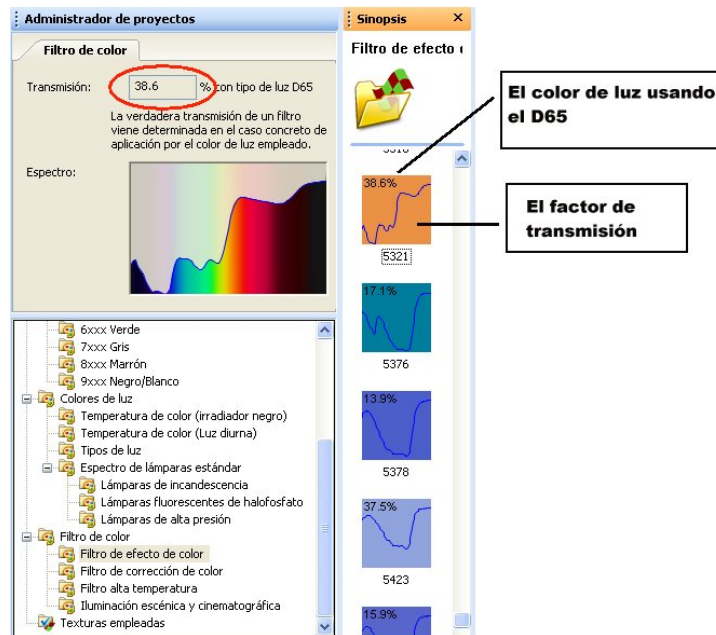 Administrador de proyectos
Filtro de color
Transmisión: 38.6 % con tipo de luz D65
La verdadera transmisión de un filtro
viene determinada en el caso concreto de
aplicación por el color de luz empleado.
Espectro:
6xxx Verde
7xxx Gris
8xxx Marrón
9xxx Negro/Blanco
Colores de luz
Temperatura de color (irradiador negro)
Temperatura de color (Luz diurna)
Tipos de luz
Espectro de lámparas estándar
Lámparas de incandescencia
Lámparas fluorescentes de halofosfato
Lámparas de alta presión
Filtro de color
Filtro de efecto de color
Filtro de corrección de color
Filtro alta temperatura
Iluminación escénica y cinematográfica
Texturas empleadas
Sinopsis
Filtro de efecto
38.6%
5321
17.1%
5376
13.9%
5378
37.5%
5423
15.9%
El color de luz usando
el D65
El factor de
transmisión